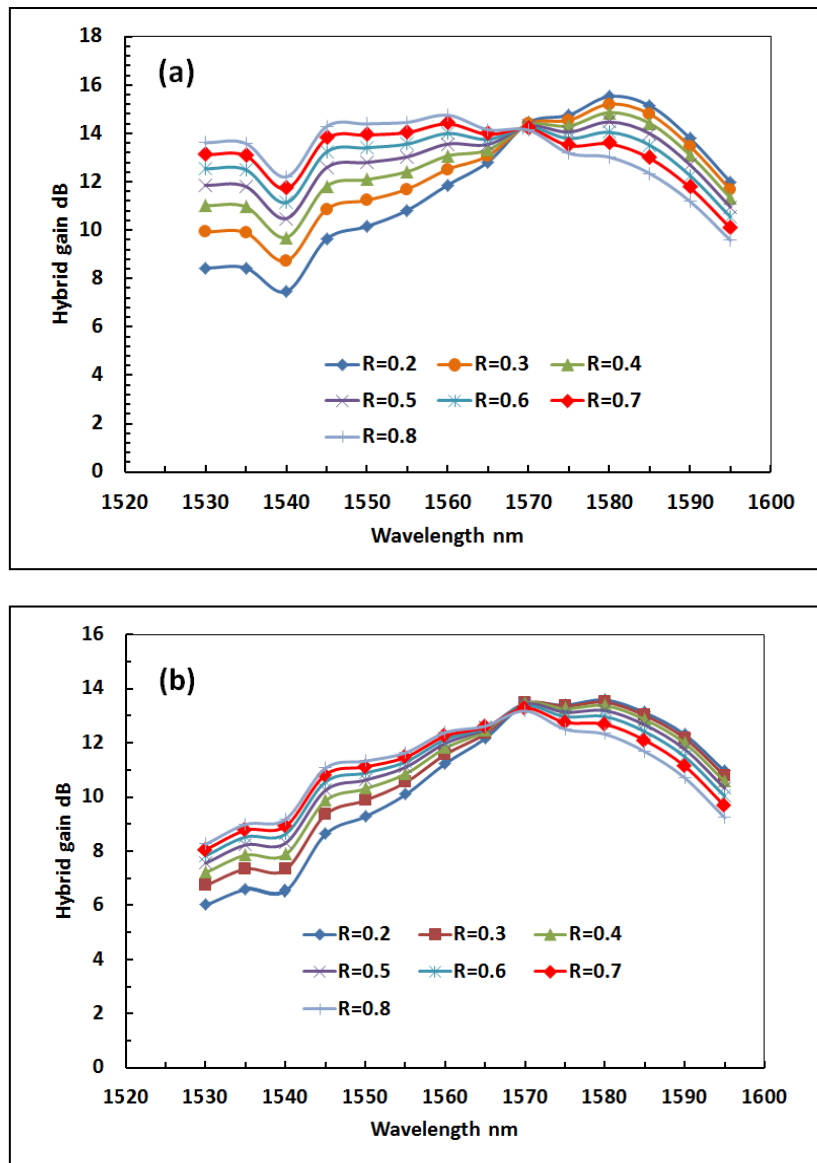 (a)
Hybrid gain dB
18
16
14
12
10
8
6
4
2
0
R=0.2 R=0.3 R=0.4
R=0.5 R=0.6 R=0.7
R=0.8
1520 1530 1540 1550 1560 1570 1580 1590 1600
Wavelength nm
(b)
Hybrid gain dB
16
14
12
10
8
6
4
2
0
R=0.2 R=0.3 R=0.4
R=0.5 R=0.6 R=0.7
R=0.8
1520 1530 1540 1550 1560 1570 1580 1590 1600
Wavelength nm